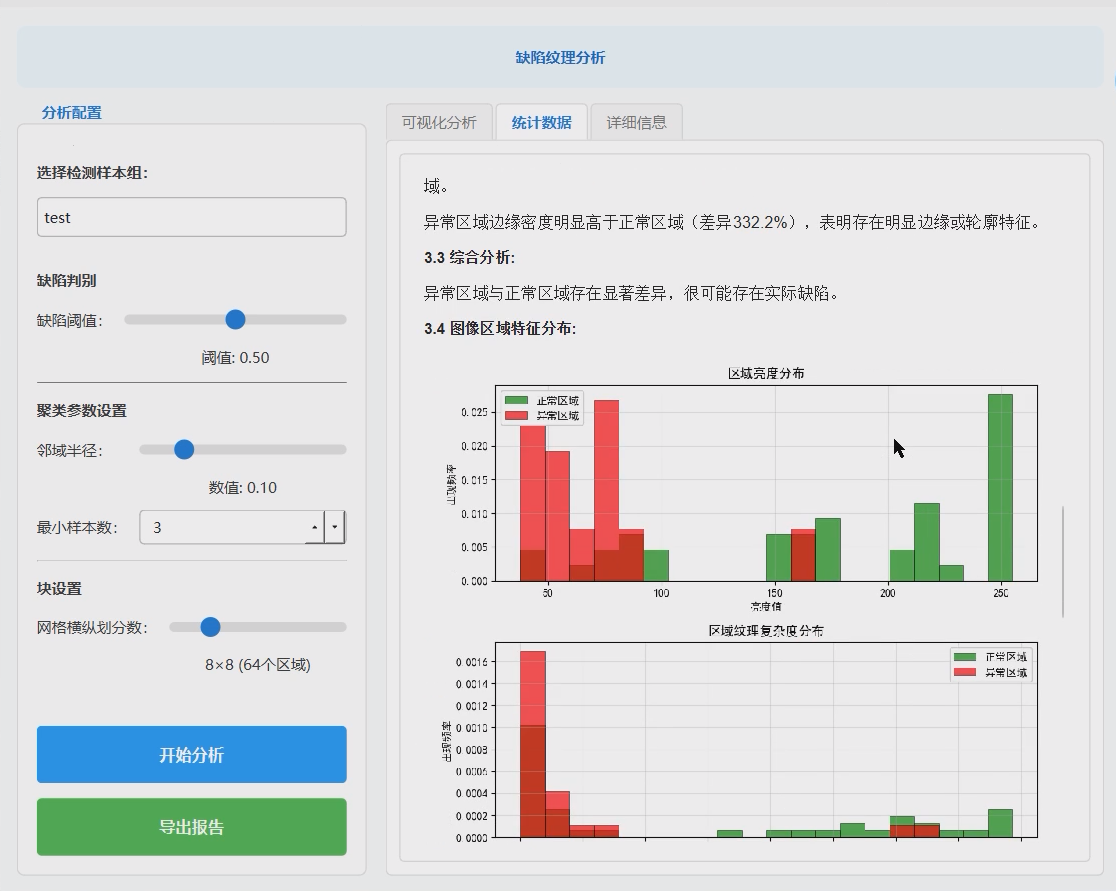 缺陷纹理分析
分析配置
选择检测样本组:
test
缺陷判别
缺陷阈值:
阈值: 0.50
聚类参数设置
邻域半径:
数值: 0.10
最小样本数:
3
块设置
网格横纵划分数:
8×8 (64个区域)
开始分析
导出报告
可视化分析
统计数据
详细信息
域。
异常区域边缘密度明显高于正常区域（差异332.2%），表明存在明显边缘或轮廓特征。
3.3 综合分析:
异常区域与正常区域存在显著差异，很可能存在实际缺陷。
3.4 图像区域特征分布:
区域亮度分布
正常区域
异常区域
出现频率
0.025
0.020
0.015
0.010
0.005
0.000
50
100
150
200
250
亮度值
区域纹理复杂度分布
正常区域
异常区域
出现频率
0.0016
0.0014
0.0012
0.0010
0.0008
0.0006
0.0004
0.0002
0.0000